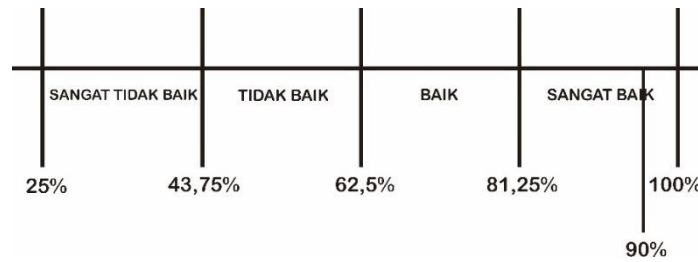 SANGAT TIDAK BAIK TIDAK BAIK BAIK SANGAT BAIK
25% 43,75% 62,5% 81,25% 100%
90%